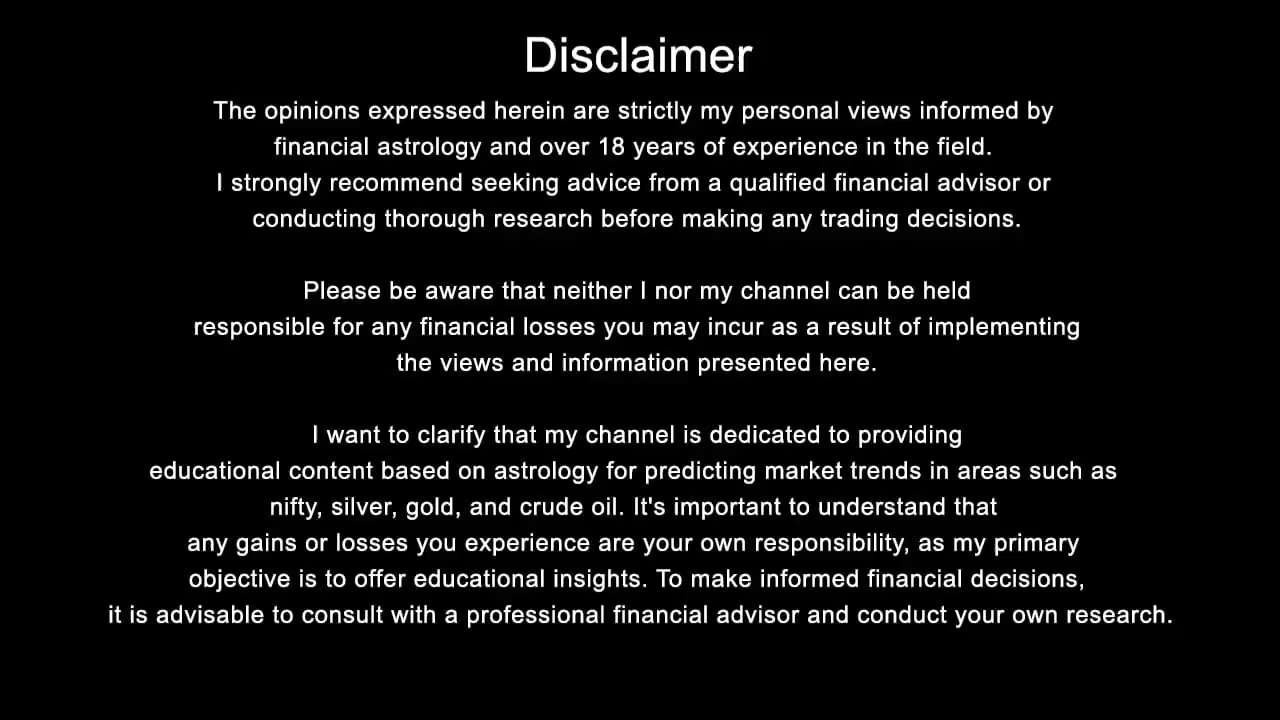 Disclaimer
The opinions expressed herein are strictly my personal views informed by
financial astrology and over 18 years of experience in the field.
I strongly recommend seeking advice from a qualified financial advisor or
conducting thorough research before making any trading decisions.
Please be aware that neither I nor my channel can be held
responsible for any financial losses you may incur as a result of implementing
the views and information presented here.
I want to clarify that my channel is dedicated to providing
educational content based on astrology for predicting market trends in areas such as
nifty, silver, gold, and crude oil. It's important to understand that
any gains or losses you experience are your own responsibility, as my primary
objective is to offer educational insights. To make informed financial decisions,
it is advisable to consult with a professional financial advisor and conduct your own research.